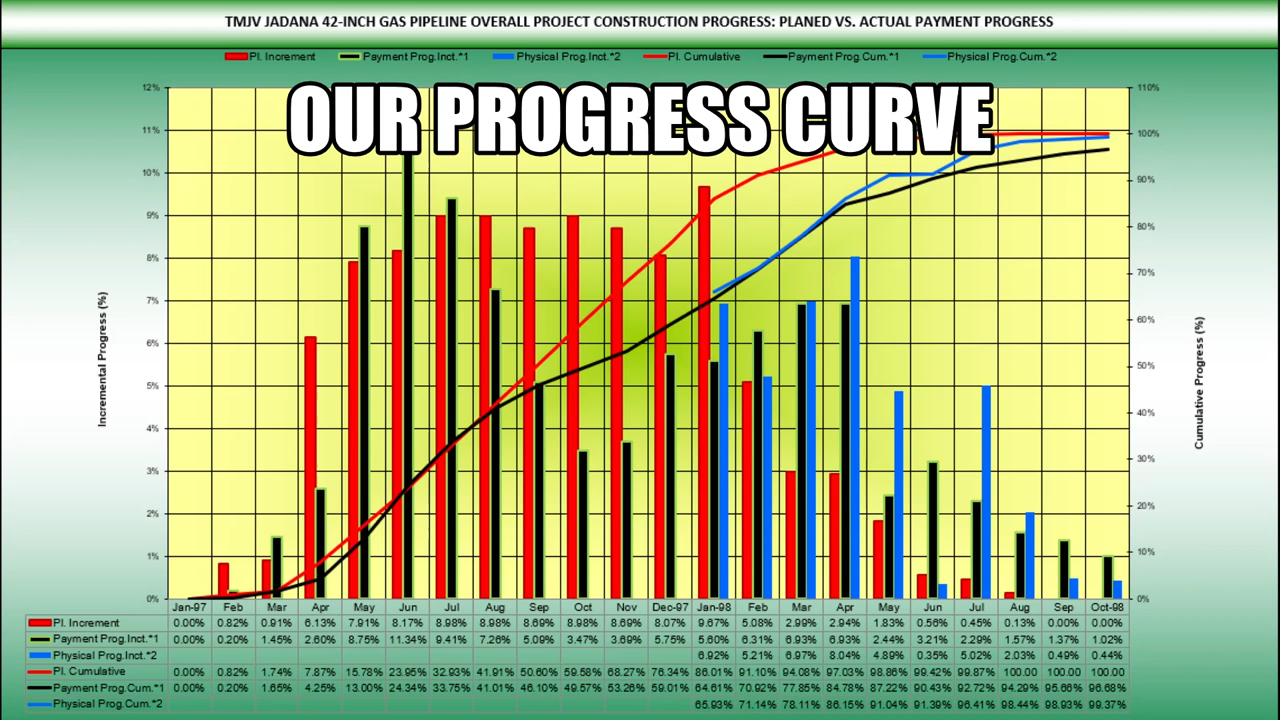 TMJV JADANA 42-INCH GAS PIPELINE OVERALL PROJECT CONSTRUCTION PROGRESS: PLANED VS. ACTUAL PAYMENT PROGRESS
Pl. Increment Payment Prog.Inct.*1 Physical Prog.Inct.*2 Pl. Cumulative Payment Prog.Cum.*1 Physical Prog.Cum.*2
OUR PROGRESS CURVE
12% 110%
11% 100%
10% 90%
9% 80%
8% 70%
7% 60%
6% 50%
5% 40%
4% 30%
3% 20%
2% 10%
1% 0%
0%
Incremental Progress (%)
Cumulative Progress (%)
Jan-97 Feb Mar Apr May Jun Jul Aug Sep Oct Nov Dec-97 Jan-98 Feb Mar Apr May Jun Jul Aug Sep Oct-98
Pl. Increment 0.00% 0.82% 0.91% 6.13% 7.91% 8.17% 8.98% 8.98% 8.69% 8.98% 8.69% 8.07% 9.67% 5.08% 2.99% 2.94% 1.83% 0.56% 0.45% 0.13% 0.00% 0.00%
Payment Prog.Inct.*1 0.00% 0.20% 1.45% 2.60% 8.75% 11.34% 9.41% 7.26% 5.09% 3.47% 3.69% 5.75% 5.60% 6.31% 6.93% 6.93% 2.44% 3.21% 2.29% 1.57% 1.37% 1.02%
Physical Prog.Inct.*2 6.92% 5.21% 6.97% 8.04% 4.89% 0.35% 5.02% 2.03% 0.49% 0.44%
Pl. Cumulative 0.00% 0.82% 1.74% 7.87% 15.78% 23.95% 32.93% 41.91% 50.60% 59.58% 68.27% 76.34% 86.01% 91.10% 94.08% 97.03% 98.86% 99.42% 99.87% 100.00 100.00 100.00
Payment Prog.Cum.*1 0.00% 0.20% 1.65% 4.25% 13.00% 24.34% 33.75% 41.01% 46.10% 49.57% 53.26% 59.01% 64.61% 70.92% 77.85% 84.78% 87.22% 90.43% 92.72% 94.29% 95.66% 96.68%
Physical Prog.Cum.*2 65.93% 71.14% 78.11% 86.15% 91.04% 91.39% 96.41% 98.44% 98.93% 99.37%